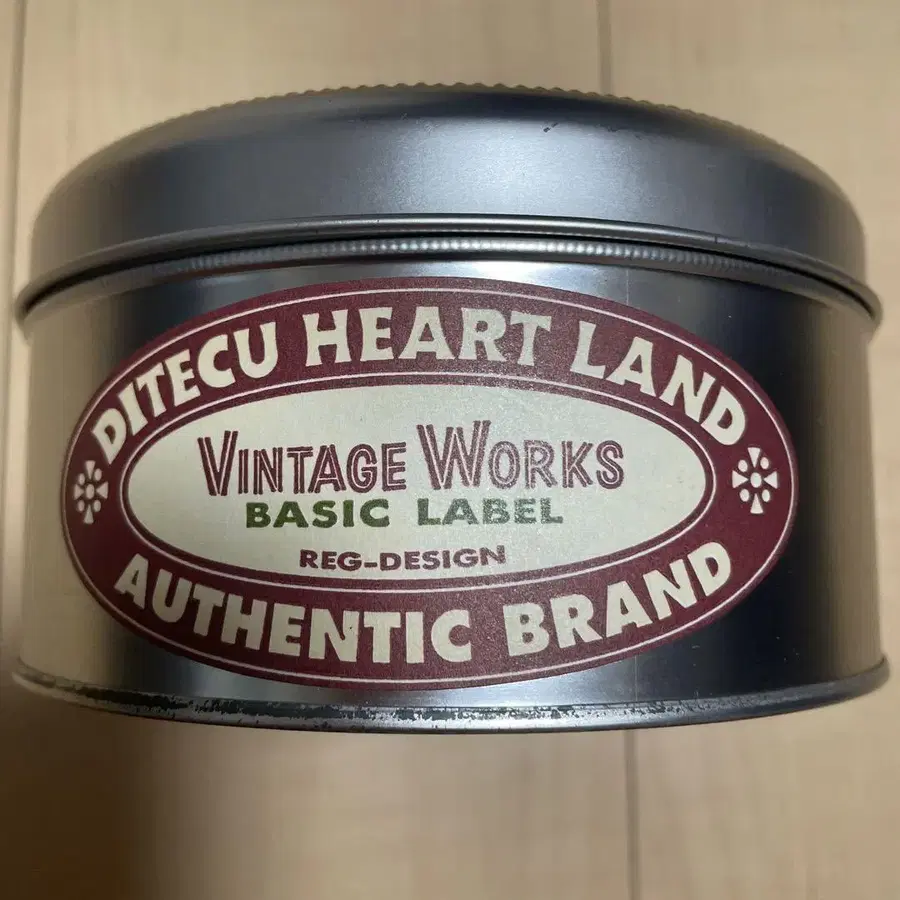 DITECU HEART LAND
VINTAGE WORKS
BASIC LABEL
REG-DESIGN
AUTHENTIC BRAND